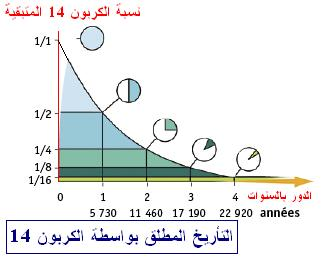 نسبة الكربون 14 المتبقية
1/1
1/2
1/4
1/8
1/16
0 1 2 3 4 الدور بالسنوات
5 730 11 460 17 190 22 920 années
التأريخ المطلق بواسطة الكربون 14